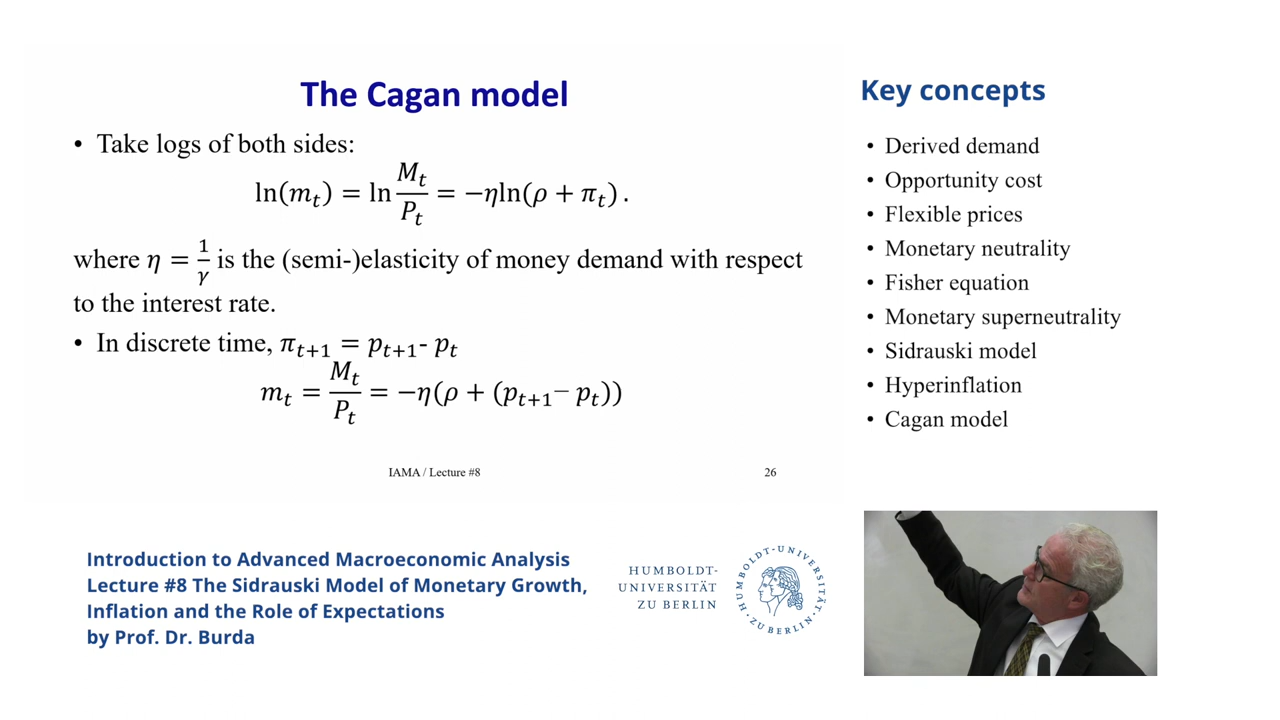 The Cagan model
• Take logs of both sides:
ln(m_t) = ln M_t/P_t = −ηln(ρ + π_t) .
where η = 1/γ is the (semi-)elasticity of money demand with respect
to the interest rate.
• In discrete time, π_{t+1} = p_{t+1}- p_t
m_t = M_t/P_t = −η(ρ + (p_{t+1}− p_t))
IAMA / Lecture #8
26
Key concepts
• Derived demand
• Opportunity cost
• Flexible prices
• Monetary neutrality
• Fisher equation
• Monetary superneutrality
• Sidrauski model
• Hyperinflation
• Cagan model
Introduction to Advanced Macroeconomic Analysis
Lecture #8 The Sidrauski Model of Monetary Growth,
Inflation and the Role of Expectations
by Prof. Dr. Burda
HUMBOLDT-
UNIVERSITÄT
ZU BERLIN
HUMBOLDT-UNIVERSITÄT
ZU BERLIN